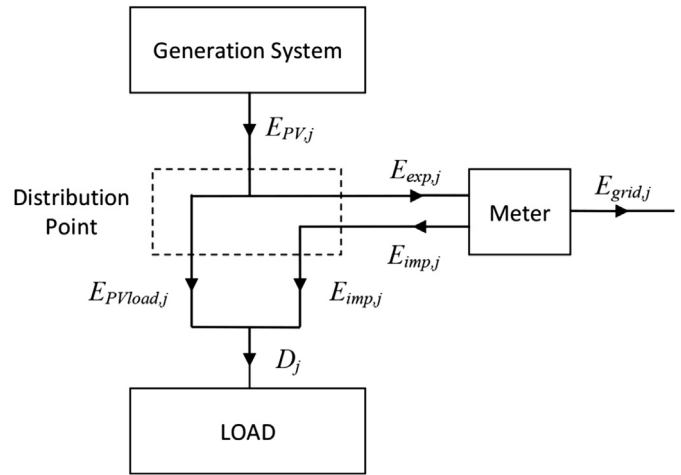 Generation System
E_{PV,j}
E_{exp,j}
E_{grid,j}
Distribution
Point
Meter
E_{imp,j}
E_{PVload,j}
E_{imp,j}
D_j
LOAD